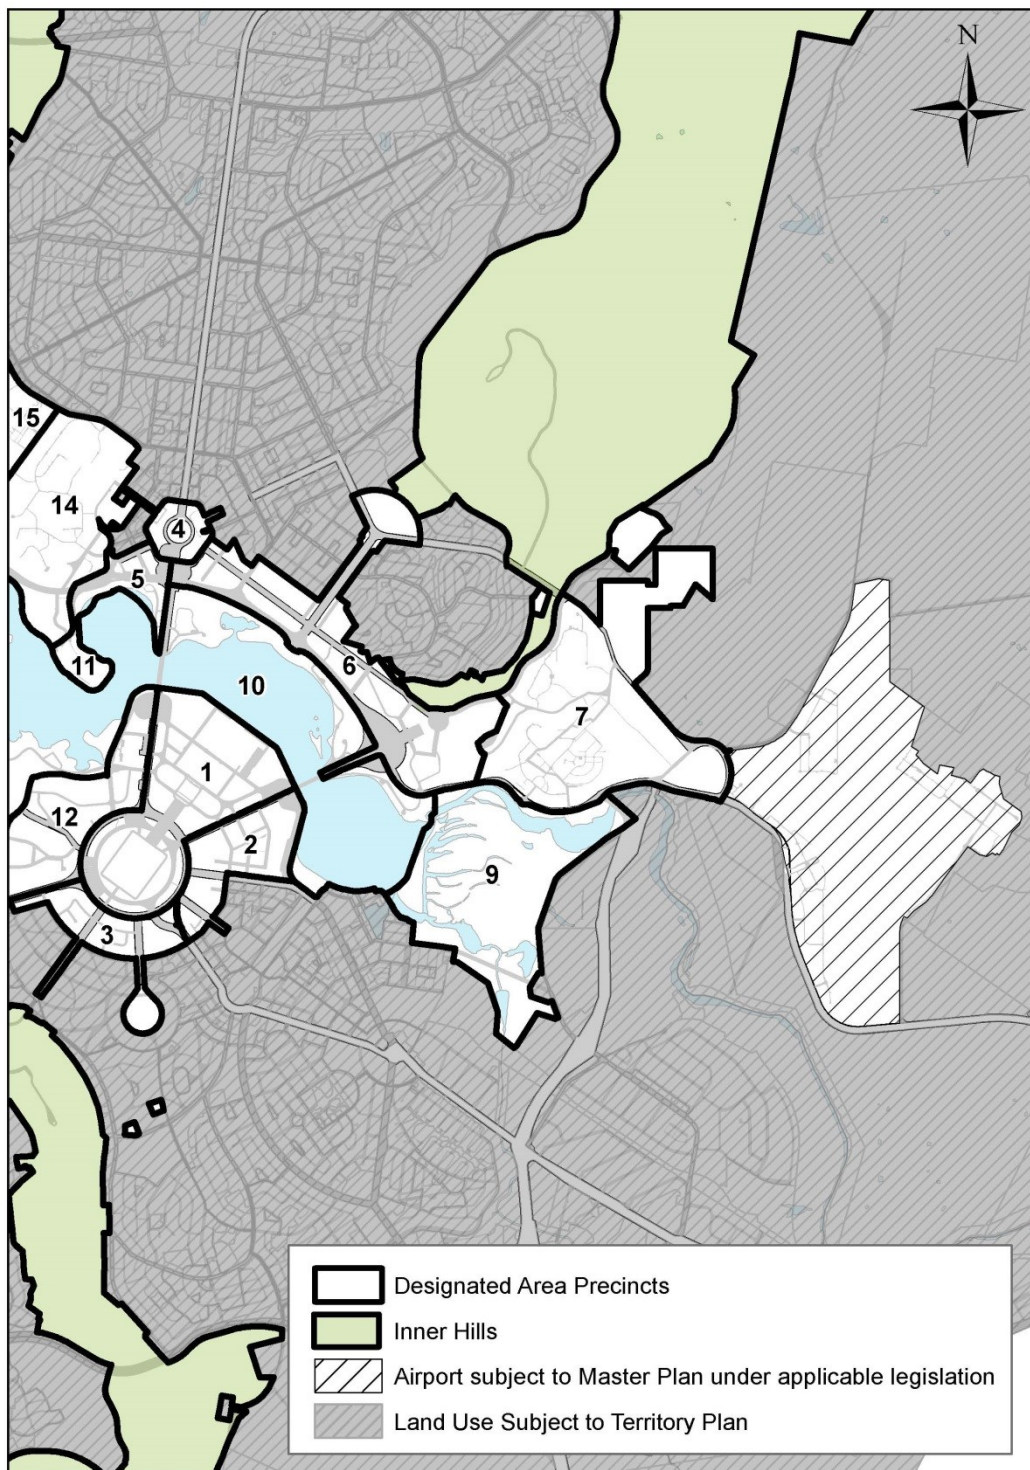 N
15
14
4
5
11
6
10
7
1
12
2
9
3
Designated Area Precincts
Inner Hills
Airport subject to Master Plan under applicable legislation
Land Use Subject to Territory Plan